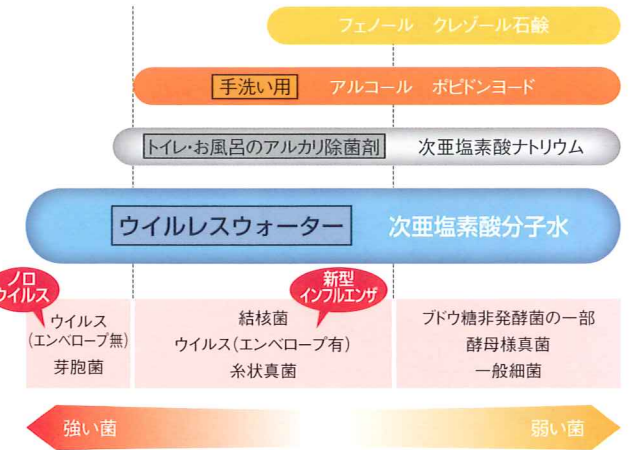 フェノール クレゾール石鹸
手洗い用 アルコール ポビドンヨード
トイレ・お風呂のアルカリ除菌剤 次亜塩素酸ナトリウム
ウイルレスウォーター 次亜塩素酸分子水
ノロ
ウイルス
新型
インフルエンザ
ウイルス
(エンベロープ無)
芽胞菌
結核菌
ウイルス(エンベロープ有)
糸状真菌
ブドウ糖非発酵菌の一部
酵母様真菌
一般細菌
強い菌
弱い菌